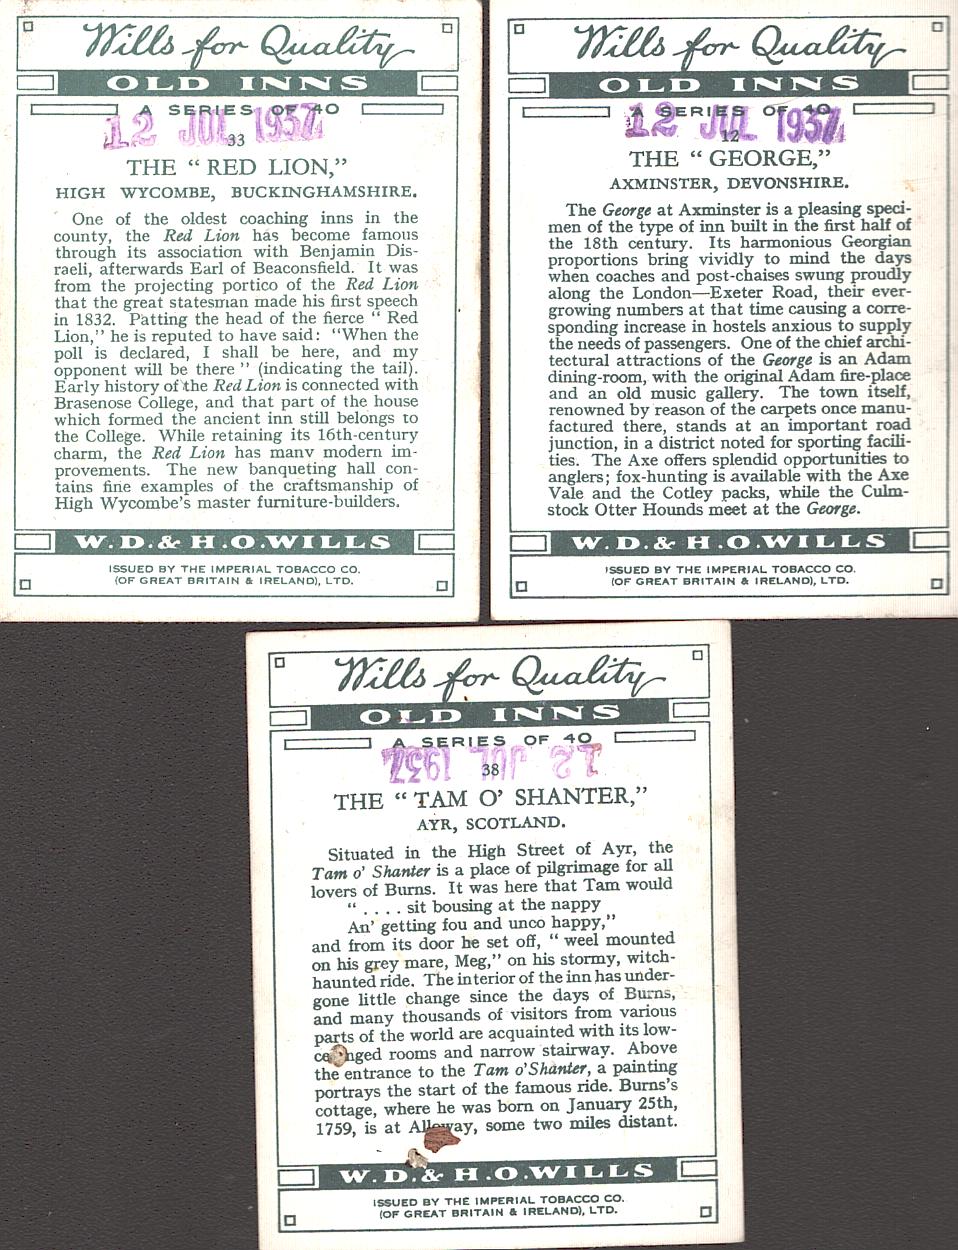 Wills for Quality
OLD INNS
A SERIES OF 40
12 JUL 1937
33
THE “ RED LION,”
HIGH WYCOMBE, BUCKINGHAMSHIRE.
One of the oldest coaching inns in the
county, the Red Lion has become famous
through its association with Benjamin Dis-
raeli, afterwards Earl of Beaconsfield. It was
from the projecting portico of the Red Lion
that the great statesman made his first speech
in 1832. Patting the head of the fierce “ Red
Lion,” he is reputed to have said: “When the
poll is declared, I shall be here, and my
opponent will be there ” (indicating the tail).
Early history of the Red Lion is connected with
Brasenose College, and that part of the house
which formed the ancient inn still belongs to
the College. While retaining its 16th-century
charm, the Red Lion has many modern im-
provements. The new banqueting hall con-
tains fine examples of the craftsmanship of
High Wycombe's master furniture-builders.
W.D.& H.O.WILLS
ISSUED BY THE IMPERIAL TOBACCO CO.
(OF GREAT BRITAIN & IRELAND), LTD.
Wills for Quality
OLD INNS
A SERIES OF 40
12 JUL 1937
12
THE “ GEORGE,”
AXMINSTER, DEVONSHIRE.
The George at Axminster is a pleasing speci-
men of the type of inn built in the first half of
the 18th century. Its harmonious Georgian
proportions bring vividly to mind the days
when coaches and post-chaises swung proudly
along the London—Exeter Road, their ever-
growing numbers at that time causing a corre-
sponding increase in hostels anxious to supply
the needs of passengers. One of the chief archi-
tectural attractions of the George is an Adam
dining-room, with the original Adam fire-place
and an old music gallery. The town itself,
renowned by reason of the carpets once manu-
factured there, stands at an important road
junction, in a district noted for sporting facili-
ties. The Axe offers splendid opportunities to
anglers; fox-hunting is available with the Axe
Vale and the Cotley packs, while the Culm-
stock Otter Hounds meet at the George.
W.D.& H.O.WILLS
ISSUED BY THE IMPERIAL TOBACCO CO.
(OF GREAT BRITAIN & IRELAND), LTD.
Wills for Quality
OLD INNS
A SERIES OF 40
12 JUL 1937
38
THE “ TAM O' SHANTER,”
AYR, SCOTLAND.
Situated in the High Street of Ayr, the
Tam o' Shanter is a place of pilgrimage for all
lovers of Burns. It was here that Tam would
“ . . . . sit bousing at the nappy
An' getting fou and unco happy,”
and from its door he set off, “ weel mounted
on his grey mare, Meg,” on his stormy, witch-
haunted ride. The interior of the inn has under-
gone little change since the days of Burns,
and many thousands of visitors from various
parts of the world are acquainted with its low-
rooms and narrow stairway. Above
the entrance to the Tam o'Shanter, a painting
portrays the start of the famous ride. Burns's
cottage, where he was born on January 25th,
1759, is at Alloway, some two miles distant.
W.D.& H.O.WILLS
ISSUED BY THE IMPERIAL TOBACCO CO.
(OF GREAT BRITAIN & IRELAND), LTD.